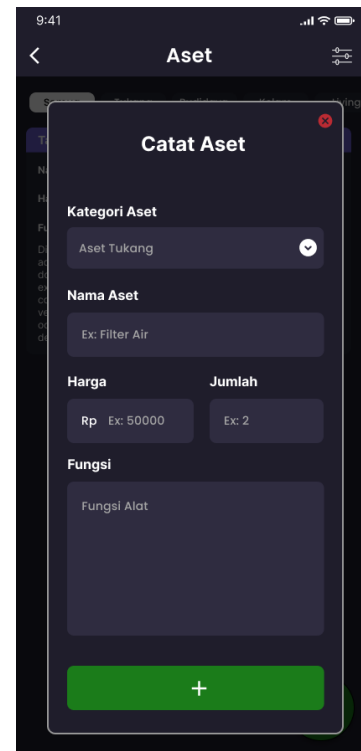 9:41
Aset
Catat Aset
Kategori Aset
Aset Tukang
Nama Aset
Ex: Filter Air
Harga Jumlah
Rp Ex: 50000 Ex: 2
Fungsi
Fungsi Alat
+